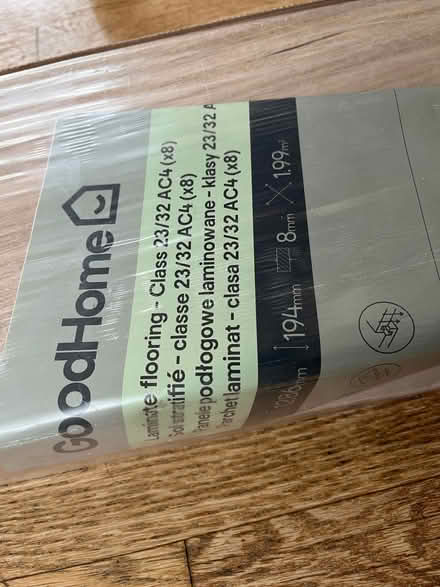 GoodHome
Laminate flooring - Class 23/32 AC4 (x8)
Sol stratifié - classe 23/32 AC4 (x8)
Panele podłogowe laminowane - klasy 23/32 A
Parchet laminat - clasa 23/32 AC4 (x8)
194mm 8mm 1.99m²